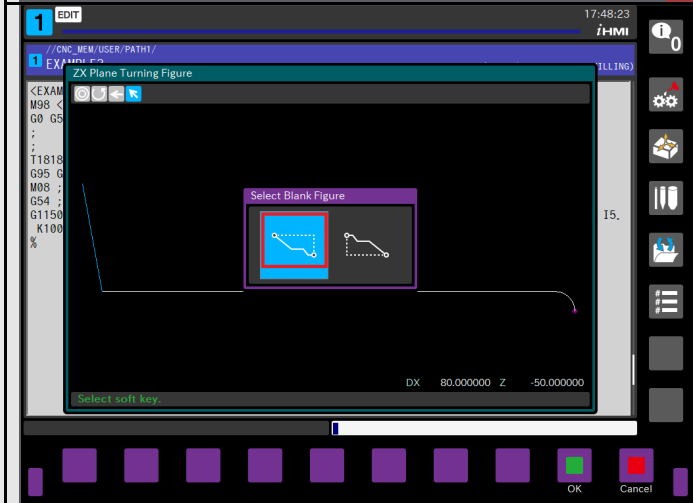 1 EDIT 17:48:23
iHMI
//CNC_MEM/USER/PATH1/
1
ILLING)
ZX Plane Turning Figure
<EXAM
M98 <
G0 G5
;
;
T1818
G95 G
M08 ;
G54 ;
G1150 I5.
K100
%
Select Blank Figure
DX 80.000000 Z -50.000000
Select soft key.
OK Cancel
i 0
#
#
#